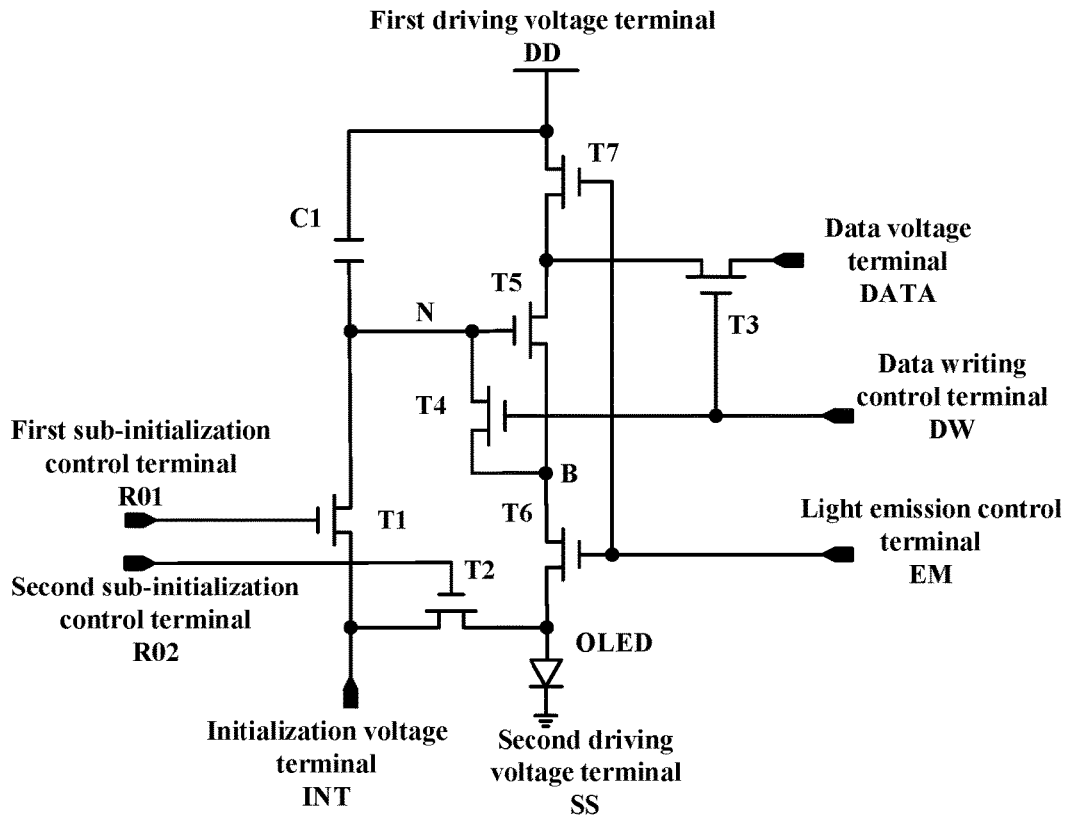 First driving voltage terminal
DD
T7
C1
Data voltage
terminal
DATA
T5
N
T3
T4
Data writing
control terminal
DW
First sub-initialization
control terminal
R01
B
T6
T1
Light emission control
terminal
EM
T2
Second sub-initialization
control terminal
R02
OLED
Initialization voltage
terminal
INT
Second driving
voltage terminal
SS